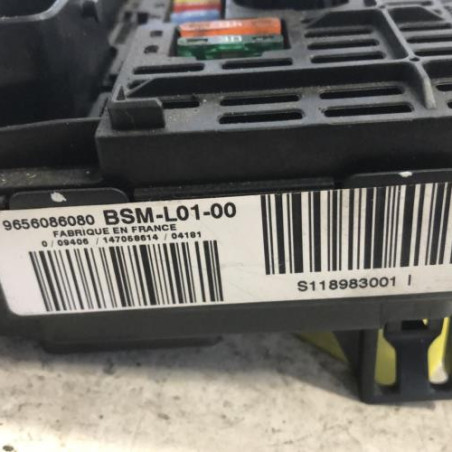 9656086080 BSM-L01-00
FABRIQUE EN FRANCE
0 / 09406 / 147058614 / 04181
S118983001 I